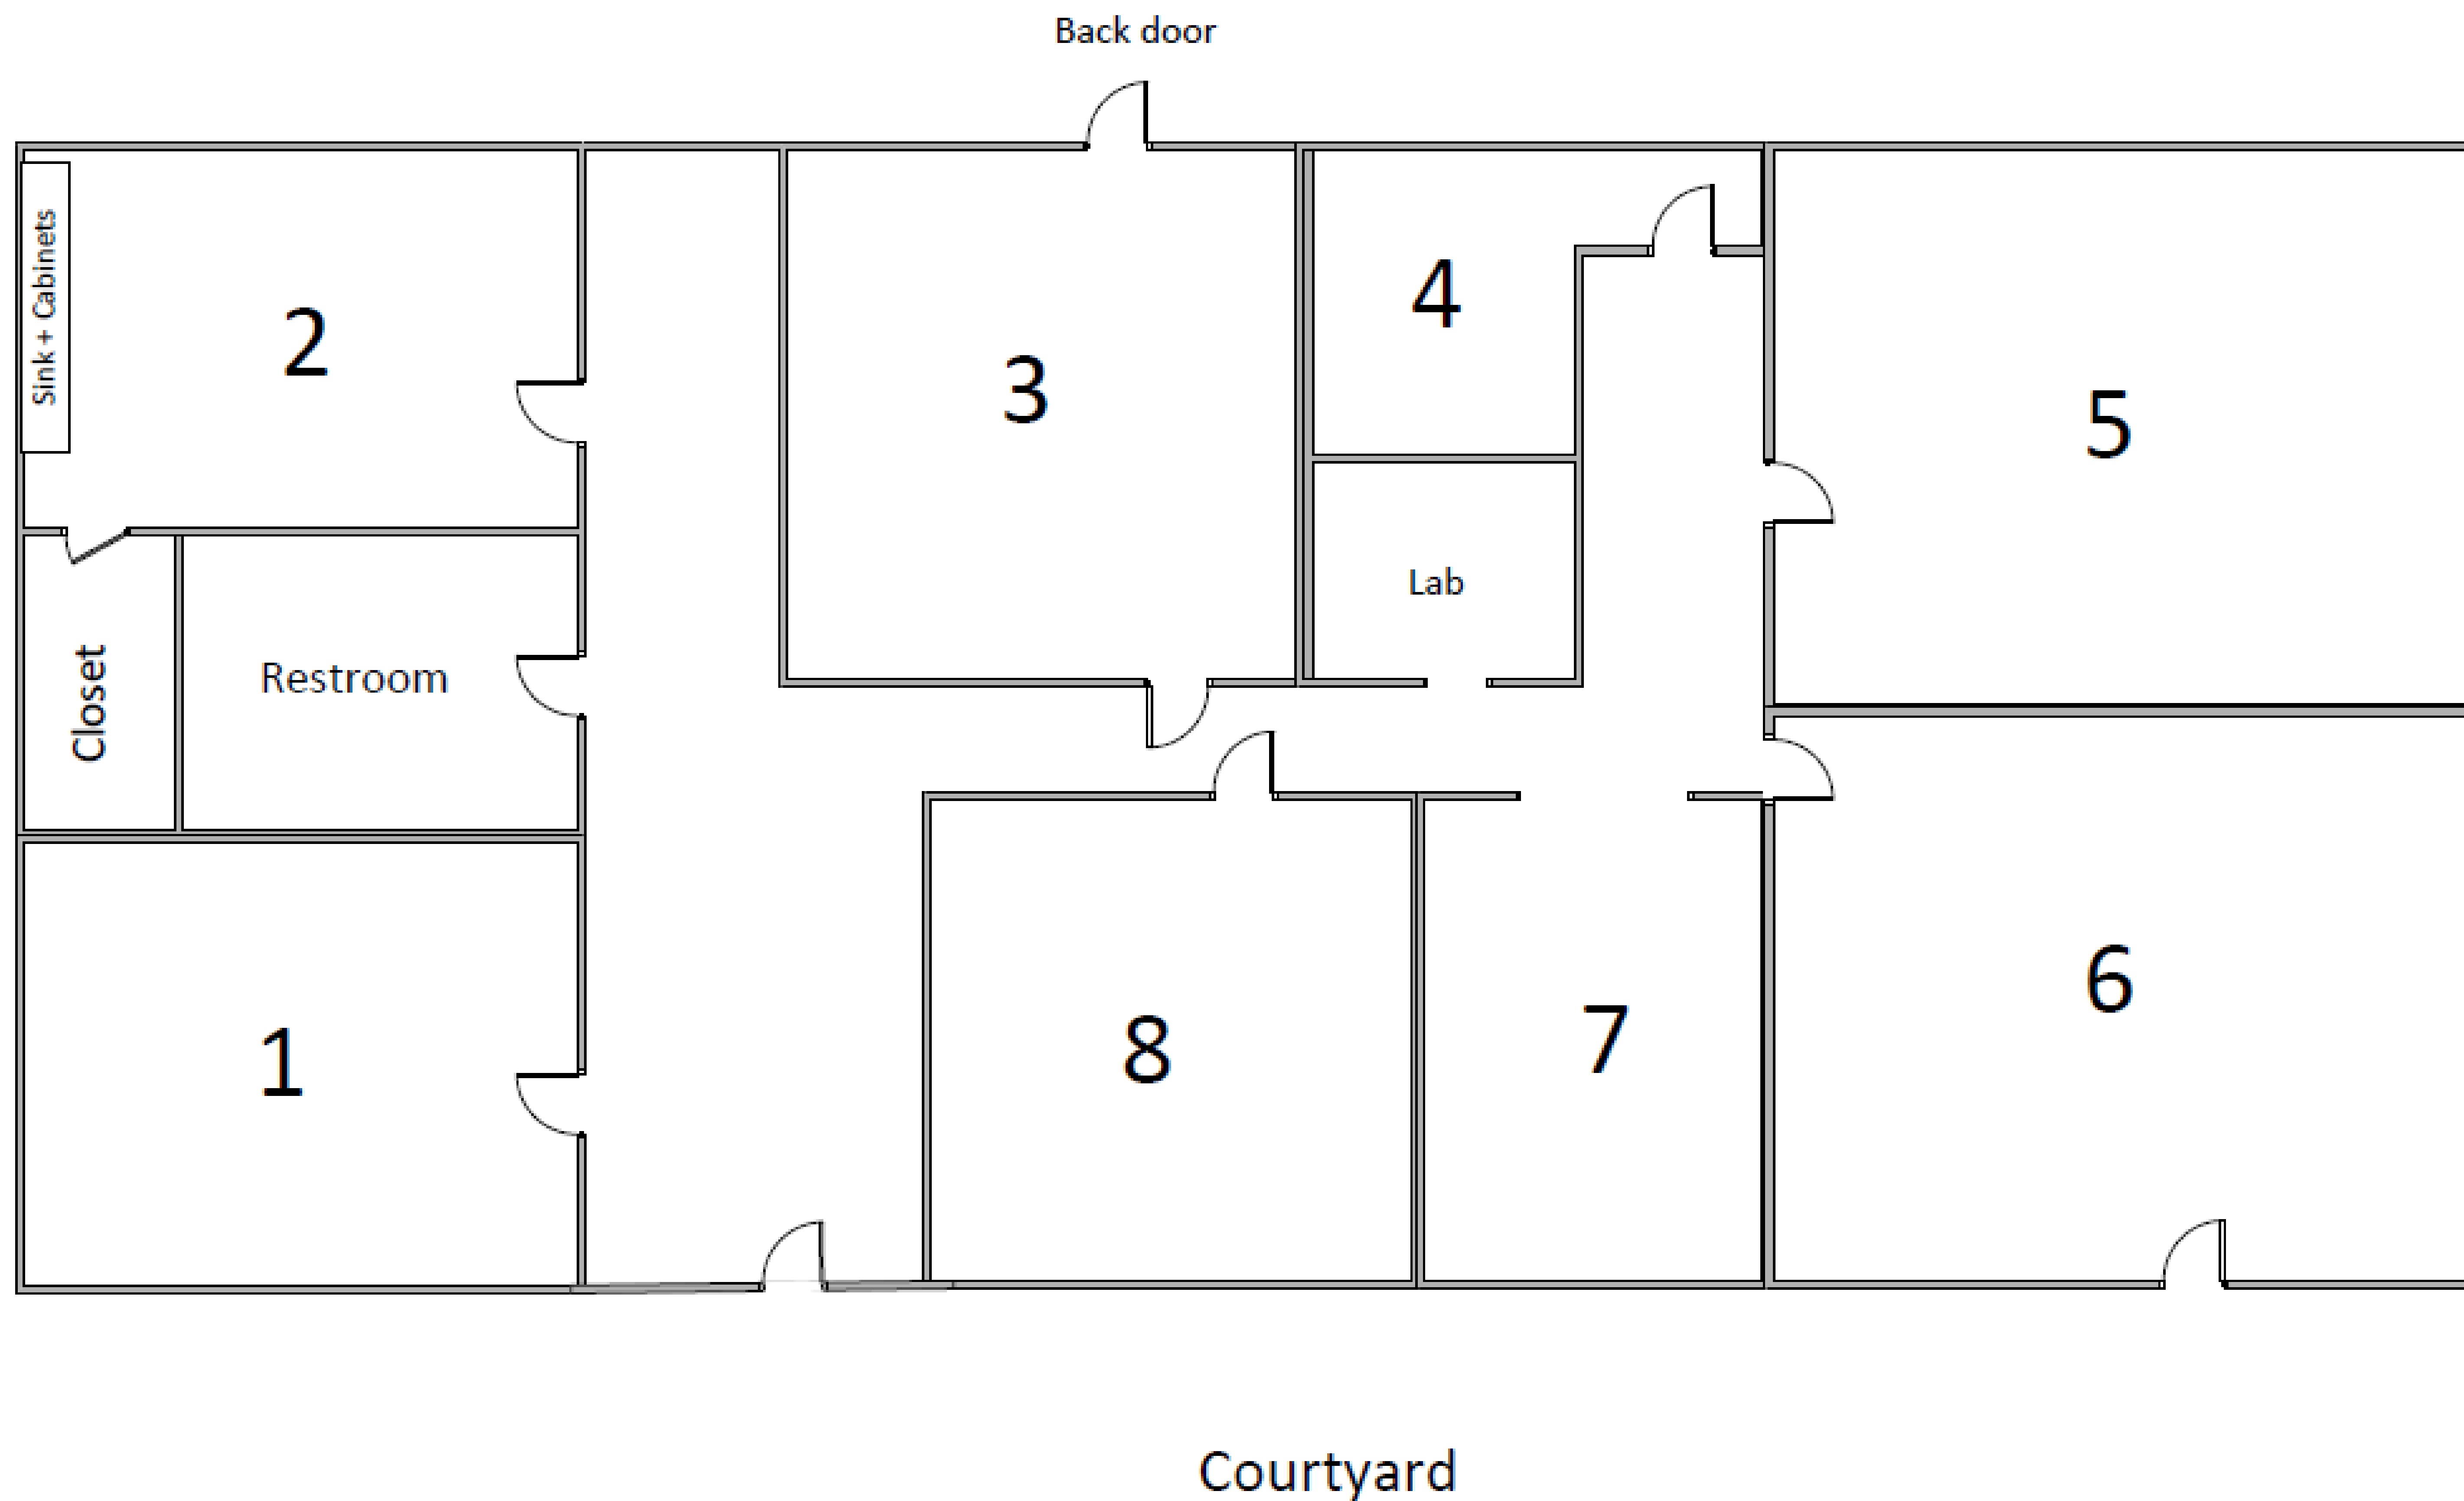 Back door
Sink + Cabinets
2
3
4
5
Lab
Closet
Restroom
1
8
7
6
Courtyard